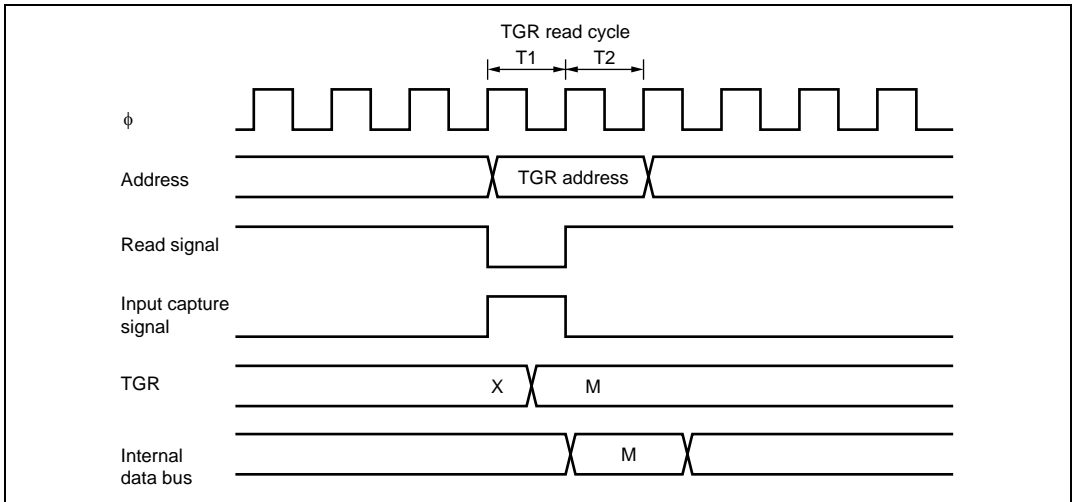 TGR read cycle
T1 T2
ϕ
Address
TGR address
Read signal
Input capture
signal
TGR
X M
Internal
data bus
M